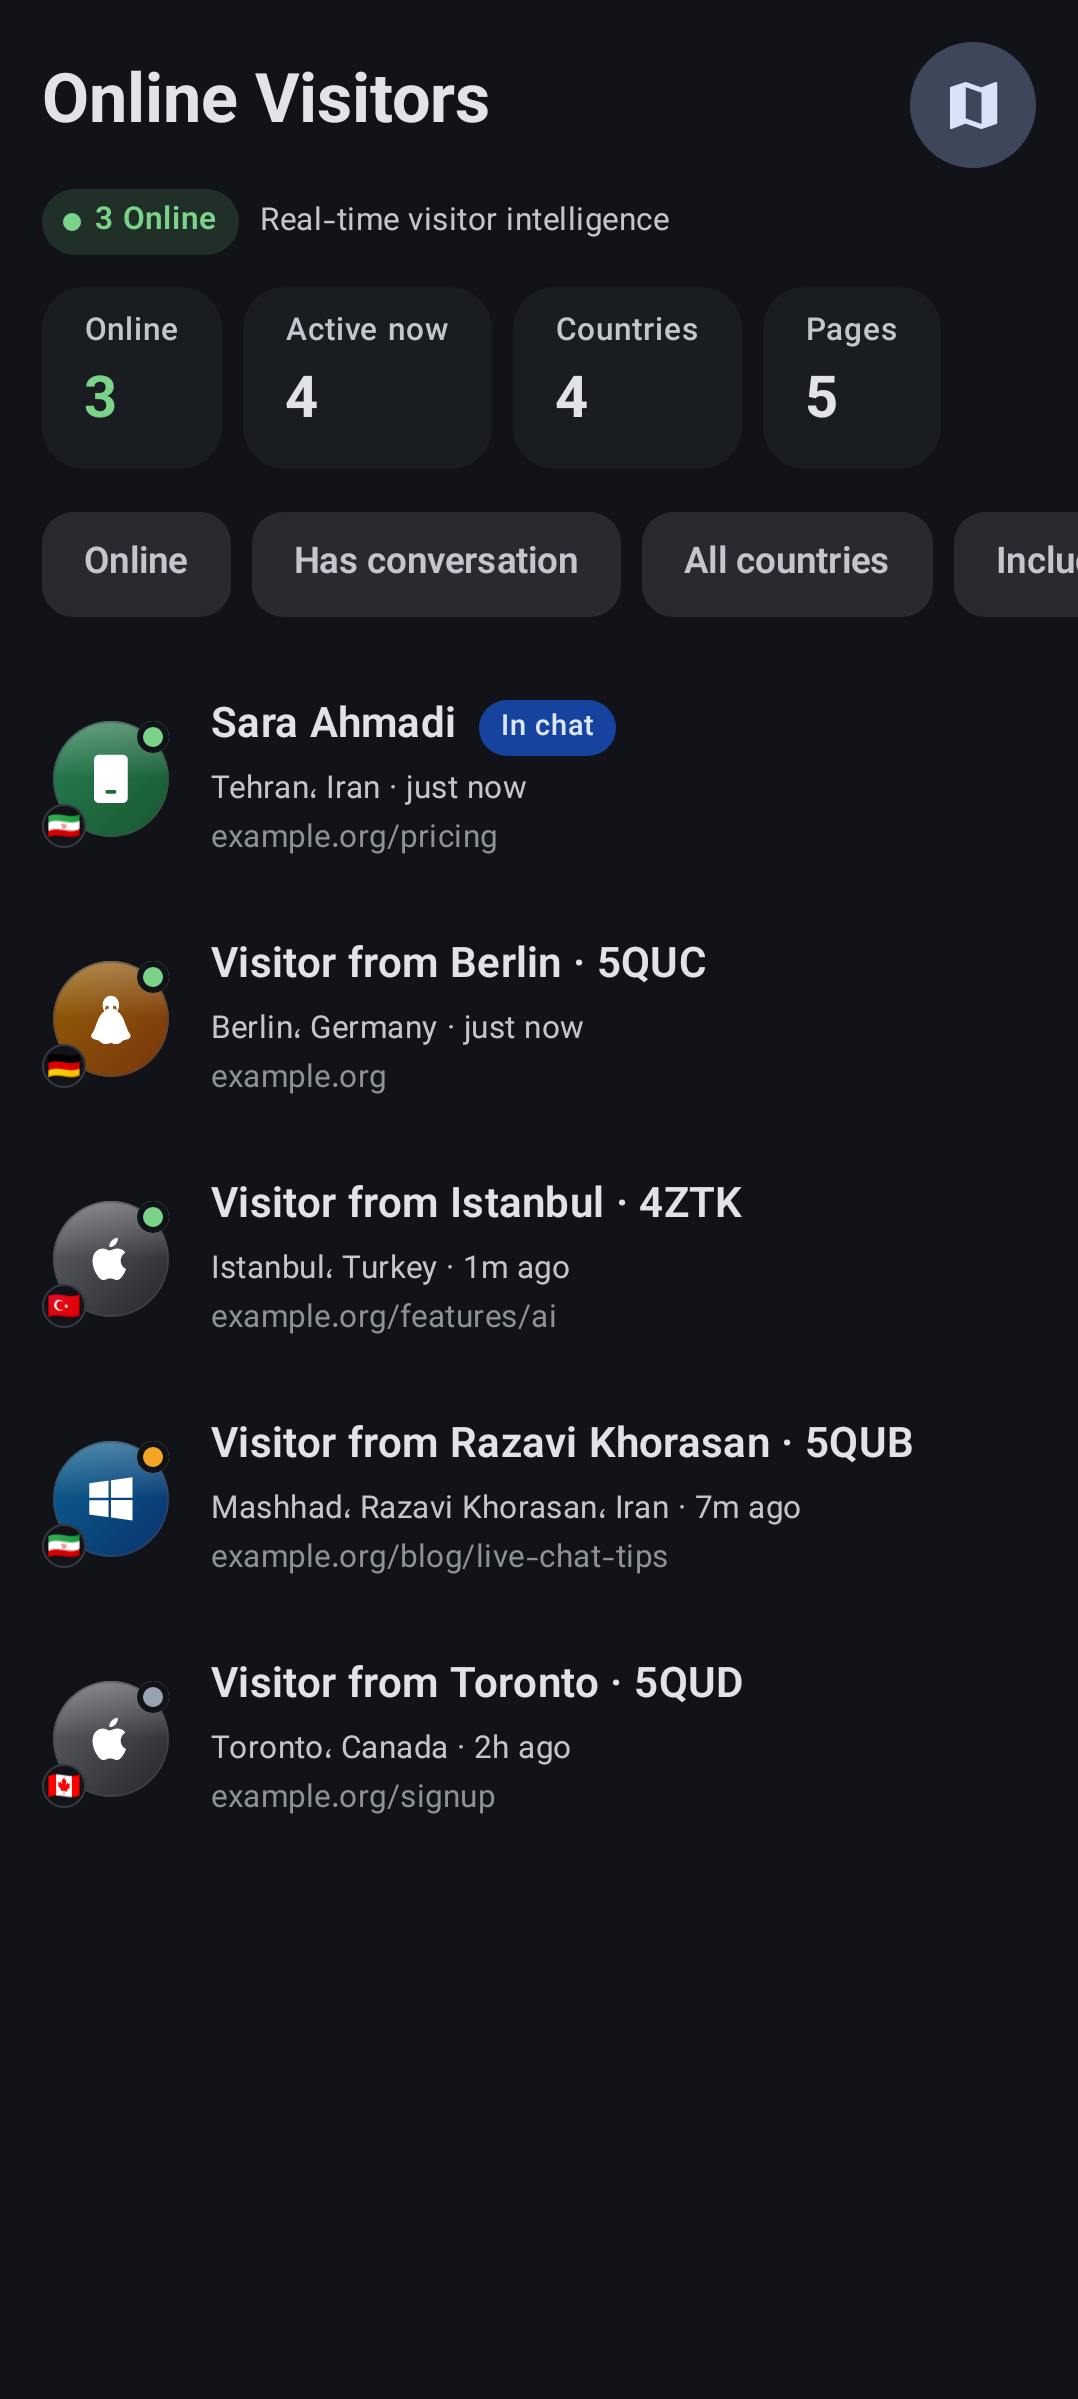 Online Visitors
3 Online Real-time visitor intelligence
Online Active now Countries Pages
3 4 4 5
Online Has conversation All countries Inclu
Sara Ahmadi In chat
Tehran، Iran · just now
example.org/pricing
Visitor from Berlin · 5QUC
Berlin، Germany · just now
example.org
Visitor from Istanbul · 4ZTK
Istanbul، Turkey · 1m ago
example.org/features/ai
Visitor from Razavi Khorasan · 5QUB
Mashhad، Razavi Khorasan، Iran · 7m ago
example.org/blog/live-chat-tips
Visitor from Toronto · 5QUD
Toronto، Canada · 2h ago
example.org/signup